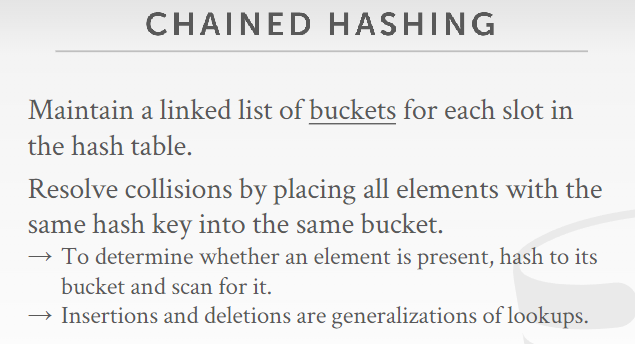 CHAINED HASHING
Maintain a linked list of buckets for each slot in
the hash table.
Resolve collisions by placing all elements with the
same hash key into the same bucket.
→ To determine whether an element is present, hash to its
bucket and scan for it.
→ Insertions and deletions are generalizations of lookups.